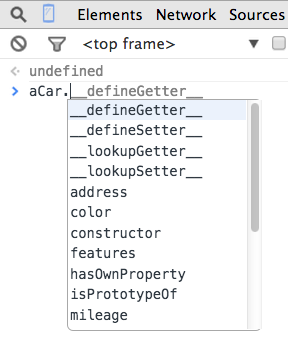 Elements Network Sources
<top frame>
undefined
aCar.__defineGetter__
__defineGetter__
__defineSetter__
__lookupGetter__
__lookupSetter__
address
color
constructor
features
hasOwnProperty
isPrototypeOf
mileage